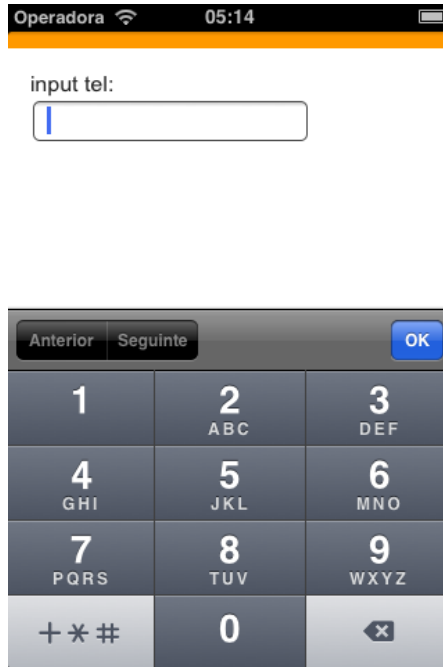 Operadora 05:14
input tel:
Anterior Seguinte OK
1 2 3
ABC DEF
4 5 6
GHI JKL MNO
7 8 9
PQRS TUV WXYZ
+*# 0